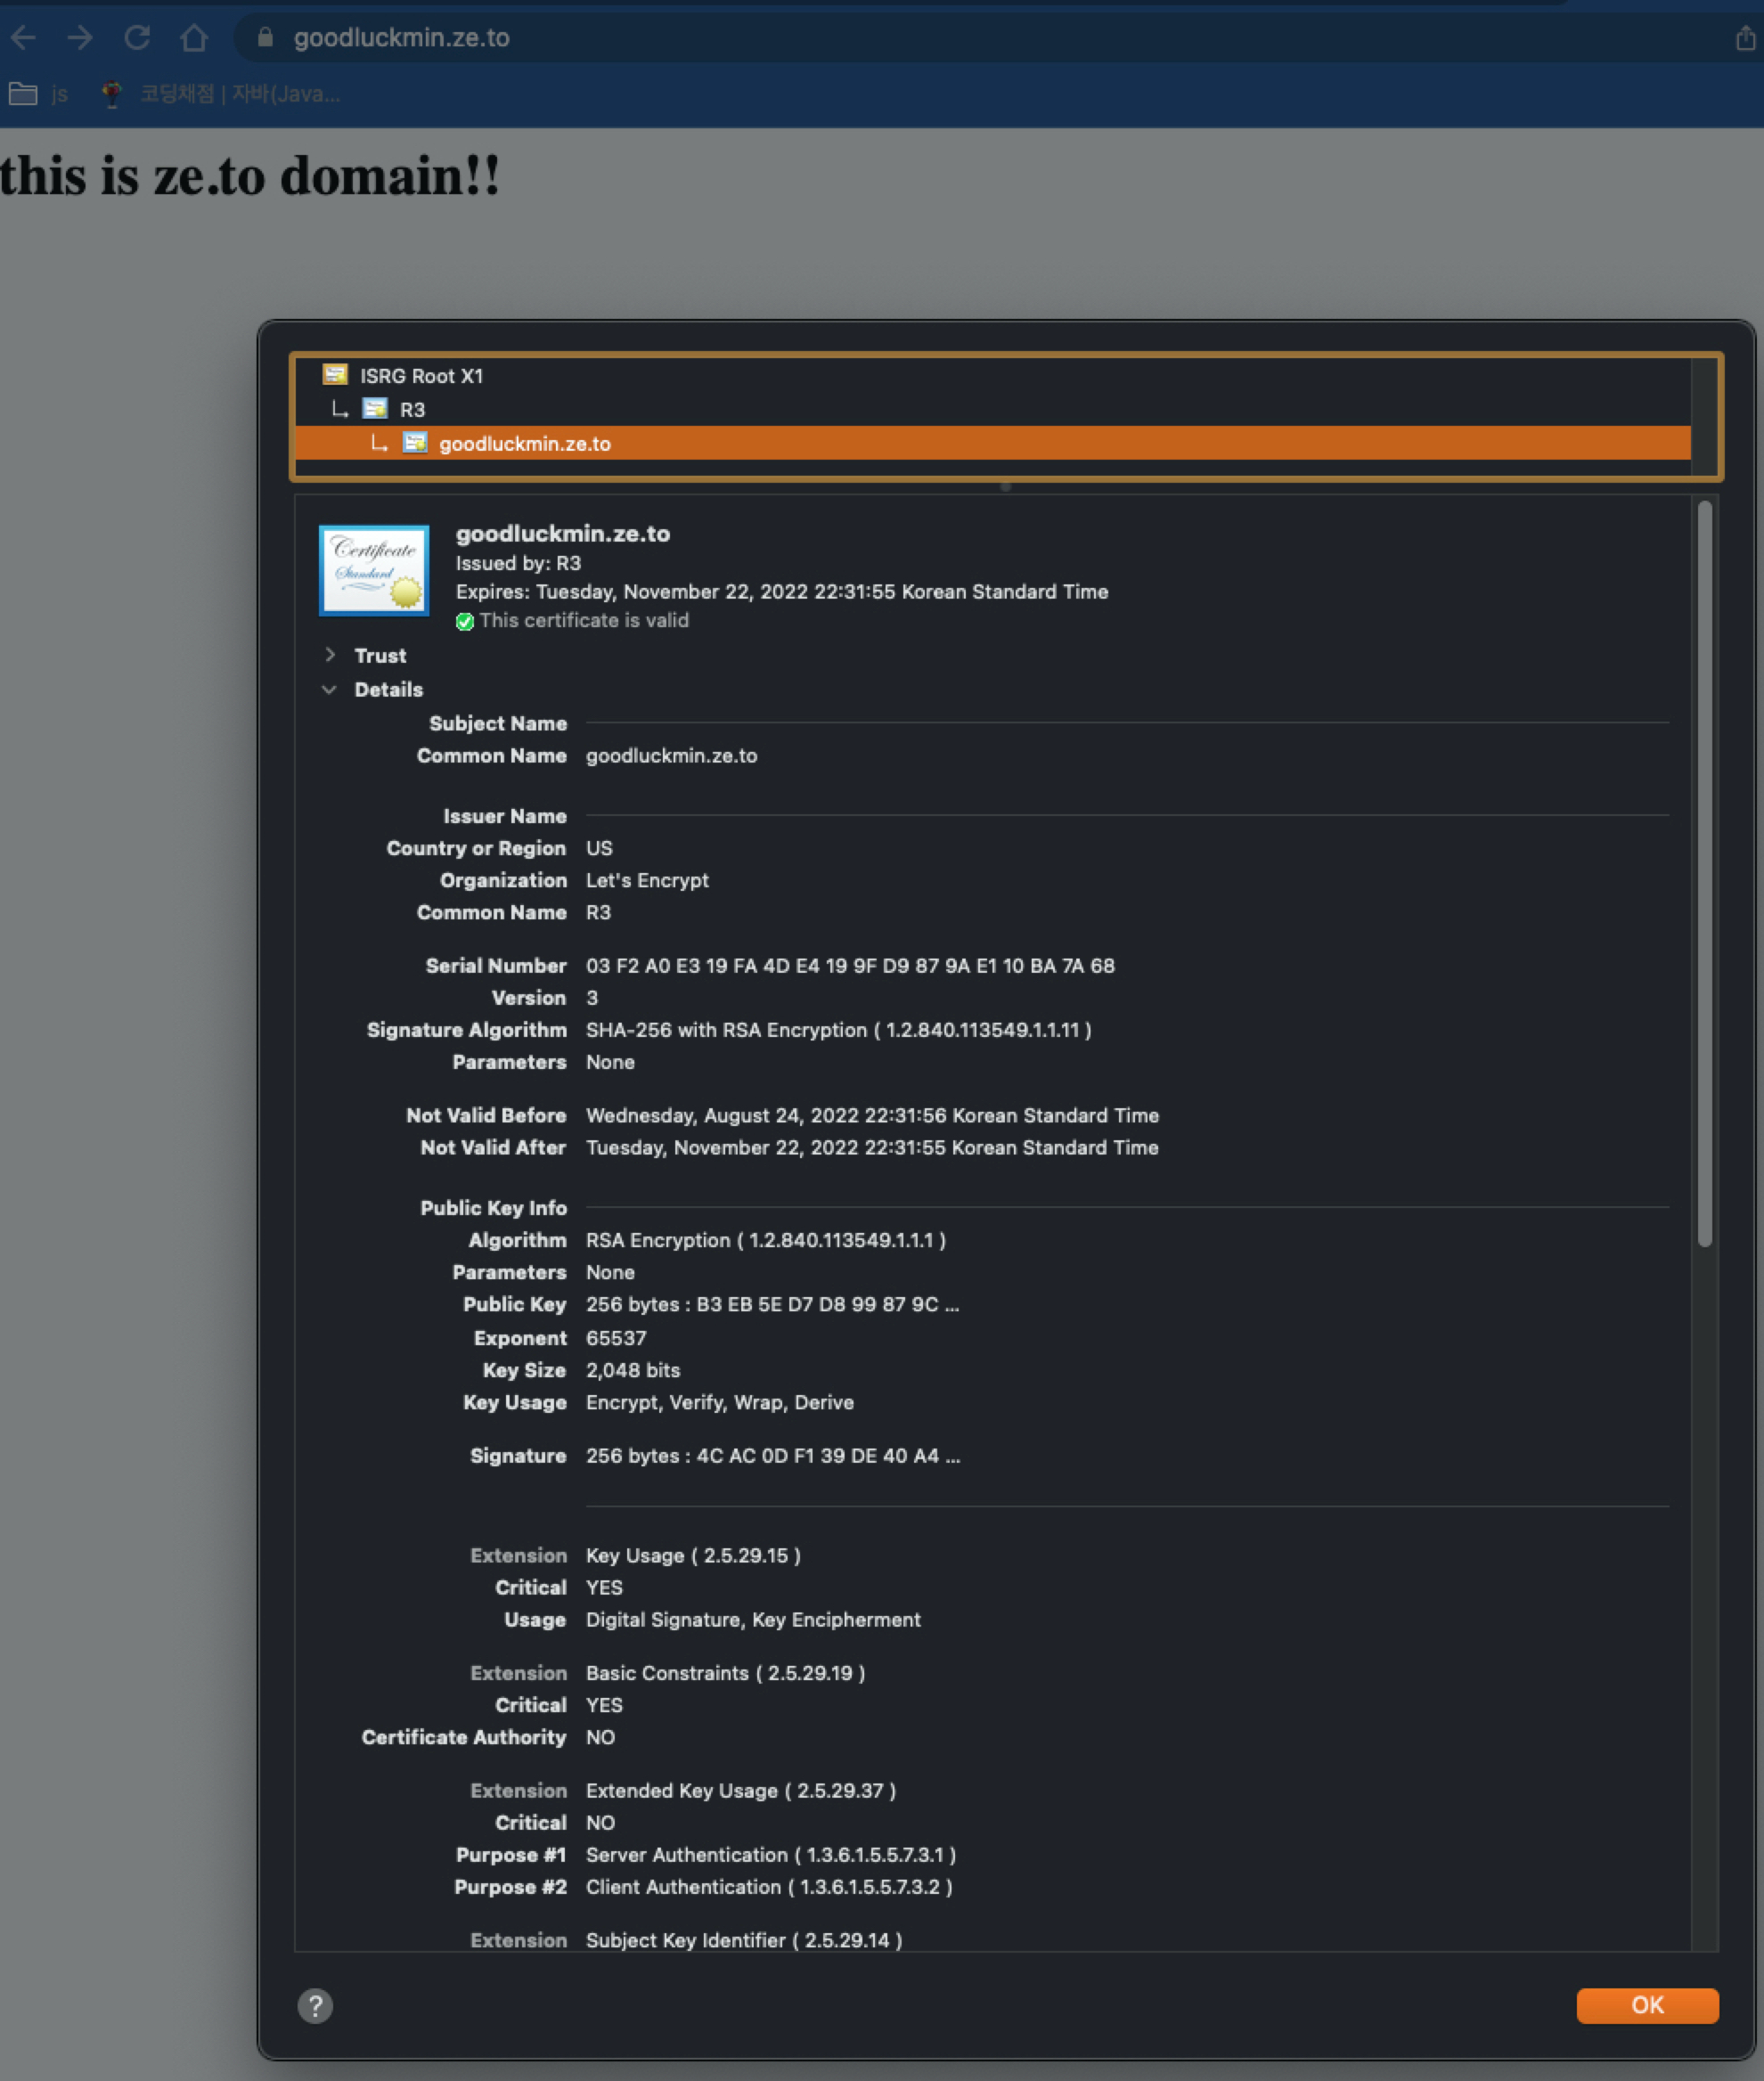 goodluckmin.ze.to
js 코딩채점 | 자바(Java...
this is ze.to domain!!
ISRG Root X1
R3
goodluckmin.ze.to
Certificate
Standard
goodluckmin.ze.to
Issued by: R3
Expires: Tuesday, November 22, 2022 22:31:55 Korean Standard Time
This certificate is valid
Trust
Details
Subject Name
Common Name goodluckmin.ze.to
Issuer Name
Country or Region US
Organization Let's Encrypt
Common Name R3
Serial Number 03 F2 A0 E3 19 FA 4D E4 19 9F D9 87 9A E1 10 BA 7A 68
Version 3
Signature Algorithm SHA-256 with RSA Encryption ( 1.2.840.113549.1.1.11 )
Parameters None
Not Valid Before Wednesday, August 24, 2022 22:31:56 Korean Standard Time
Not Valid After Tuesday, November 22, 2022 22:31:55 Korean Standard Time
Public Key Info
Algorithm RSA Encryption ( 1.2.840.113549.1.1.1 )
Parameters None
Public Key 256 bytes : B3 EB 5E D7 D8 99 87 9C ...
Exponent 65537
Key Size 2,048 bits
Key Usage Encrypt, Verify, Wrap, Derive
Signature 256 bytes : 4C AC 0D F1 39 DE 40 A4 ...
Extension Key Usage ( 2.5.29.15 )
Critical YES
Usage Digital Signature, Key Encipherment
Extension Basic Constraints ( 2.5.29.19 )
Critical YES
Certificate Authority NO
Extension Extended Key Usage ( 2.5.29.37 )
Critical NO
Purpose #1 Server Authentication ( 1.3.6.1.5.5.7.3.1 )
Purpose #2 Client Authentication ( 1.3.6.1.5.5.7.3.2 )
Extension Subject Key Identifier ( 2.5.29.14 )
?
OK